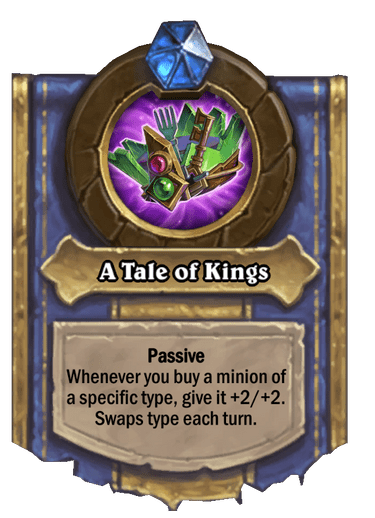 A Tale of Kings
Passive
Whenever you buy a minion of
a specific type, give it +2/+2.
Swaps type each turn.